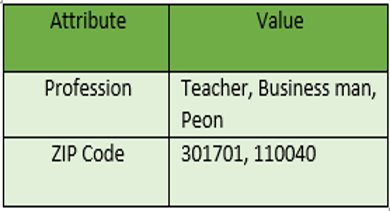 Attribute Value
Profession Teacher, Business man,
Peon
ZIP Code 301701, 110040